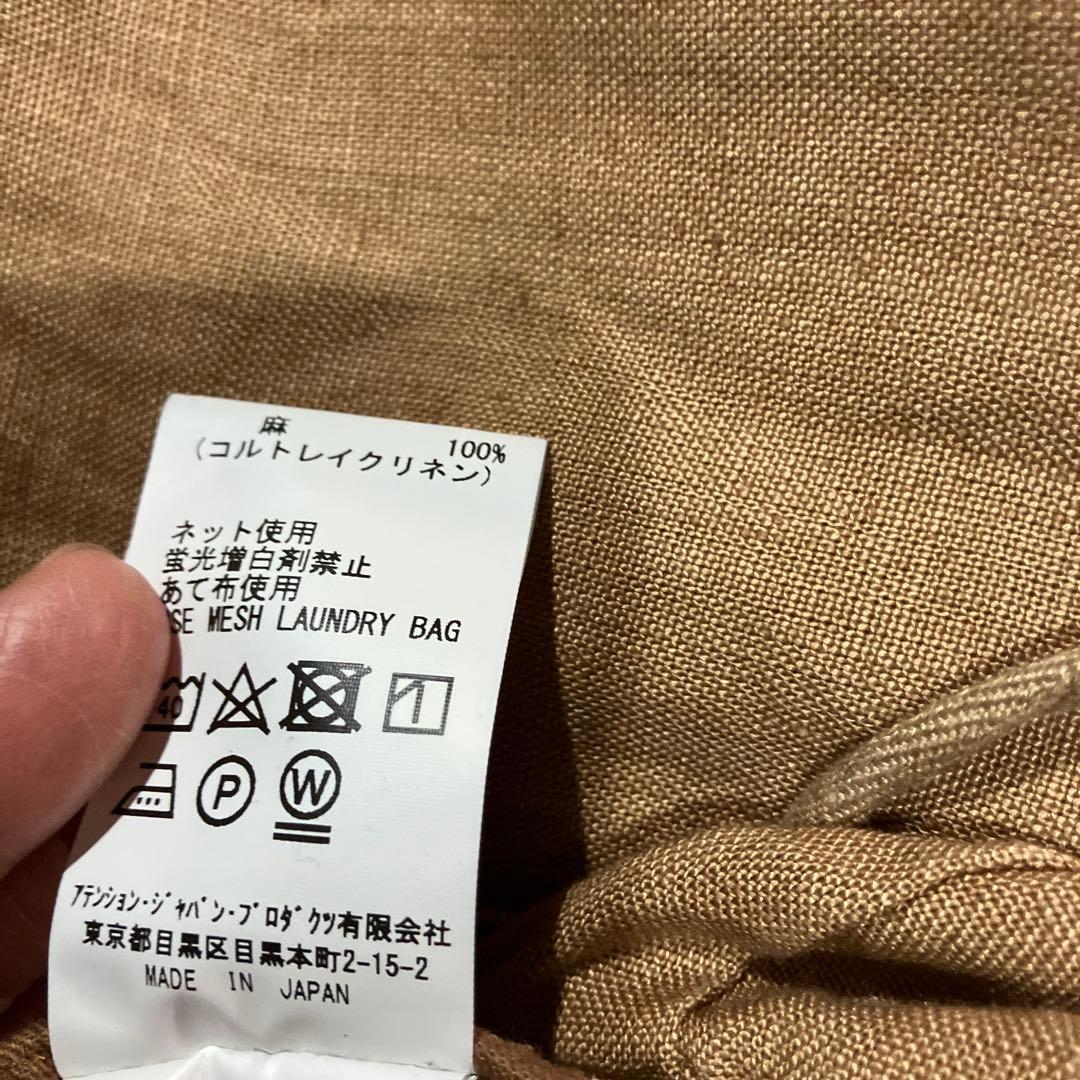 麻 100%
(コルトレイクリネン)
ネット使用
蛍光増白剤禁止
あて布使用
MESH LAUNDRY BAG
40
P W
アテンション・ジャパン・プロダクツ有限会社
東京都目黒区目黒本町2-15-2
MADE IN JAPAN